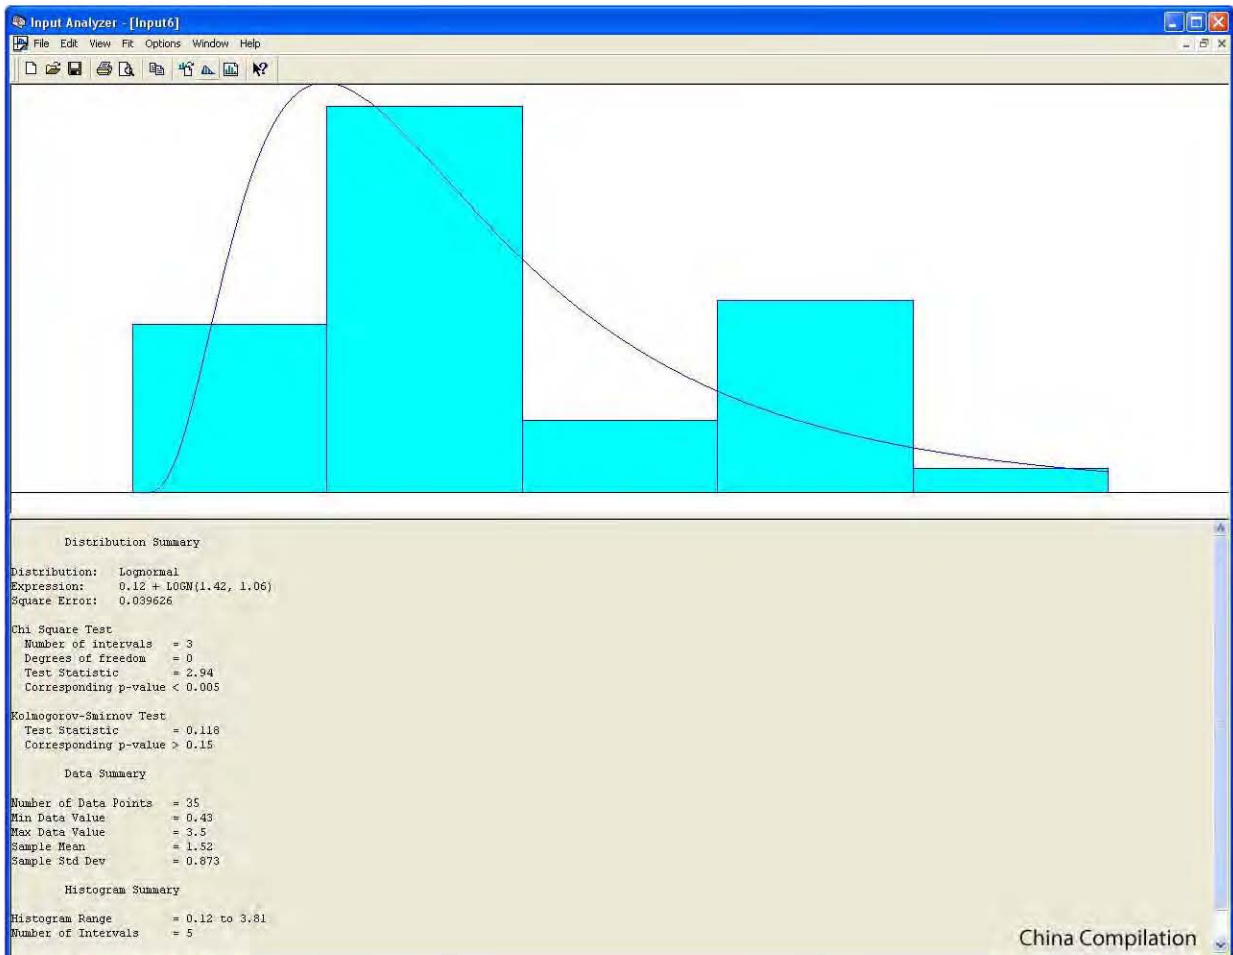 Input Analyzer - [Input6]
File Edit View Fit Options Window Help
Distribution Summary
Distribution: Lognormal
Expression: 0.12 + LOGN(1.42, 1.06)
Square Error: 0.039626
Chi Square Test
Number of intervals = 3
Degrees of freedom = 0
Test Statistic = 2.94
Corresponding p-value < 0.005
Kolmogorov-Smirnov Test
Test Statistic = 0.118
Corresponding p-value > 0.15
Data Summary
Number of Data Points = 35
Min Data Value = 0.43
Max Data Value = 3.5
Sample Mean = 1.52
Sample Std Dev = 0.873
Histogram Summary
Histogram Range = 0.12 to 3.81
Number of Intervals = 5
China Compilation